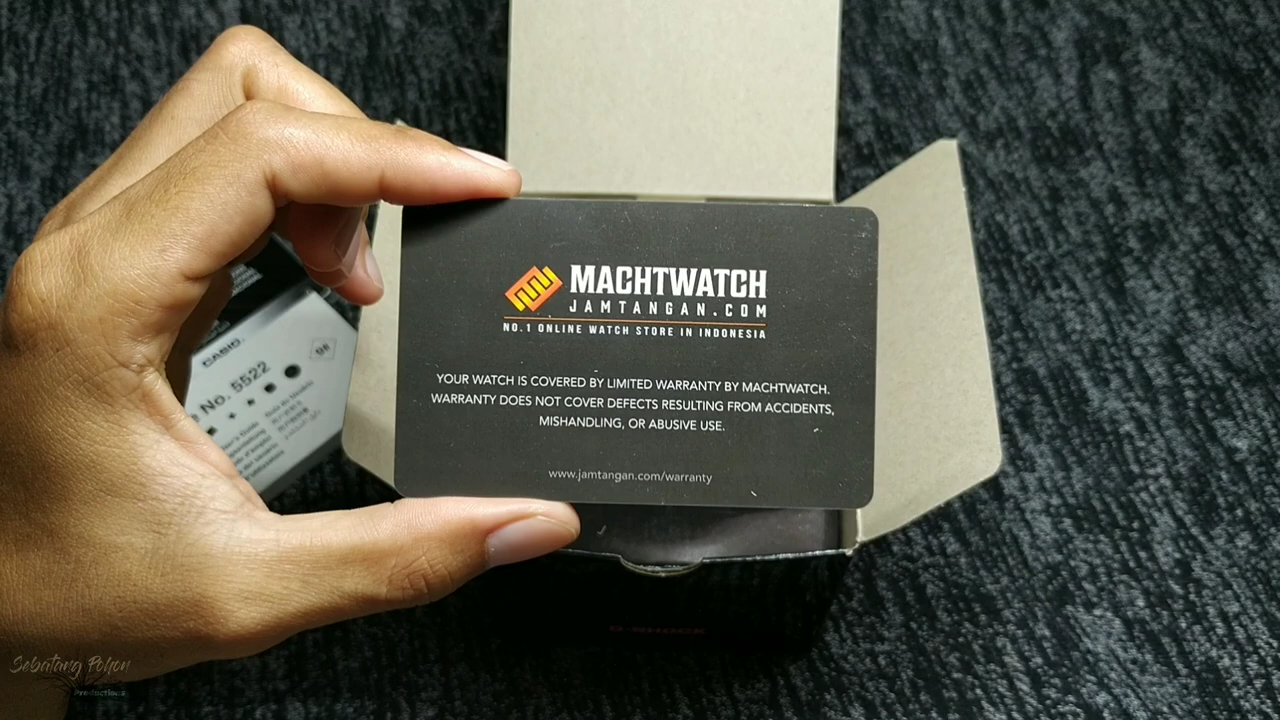 MACHTWATCH
JAMTANGAN.COM
NO.1 ONLINE WATCH STORE IN INDONESIA
YOUR WATCH IS COVERED BY LIMITED WARRANTY BY MACHTWATCH.
WARRANTY DOES NOT COVER DEFECTS RESULTING FROM ACCIDENTS,
MISHANDLING, OR ABUSIVE USE.
www.jamtangan.com/warranty
CASIO
No. 5522
G-SHOCK
Sebatang Pohon
Productions